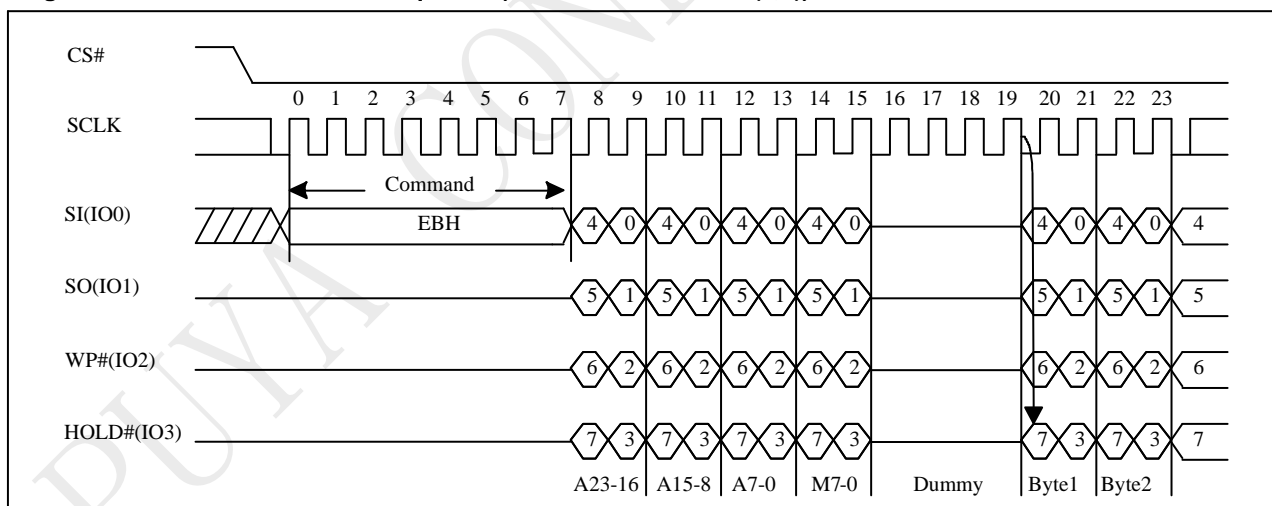 CS#
0 1 2 3 4 5 6 7 8 9 10 11 12 13 14 15 16 17 18 19 20 21 22 23
SCLK
Command
SI(IO0) EBH 4 0 4 0 4 0 4 0 4 0 4 0 4
SO(IO1) 5 1 5 1 5 1 5 1 5 1 5 1 5
WP#(IO2) 6 2 6 2 6 2 6 2 6 2 6 2 6
HOLD#(IO3) 7 3 7 3 7 3 7 3 7 3 7 3 7
A23-16 A15-8 A7-0 M7-0 Dummy Byte1 Byte2
PUYA